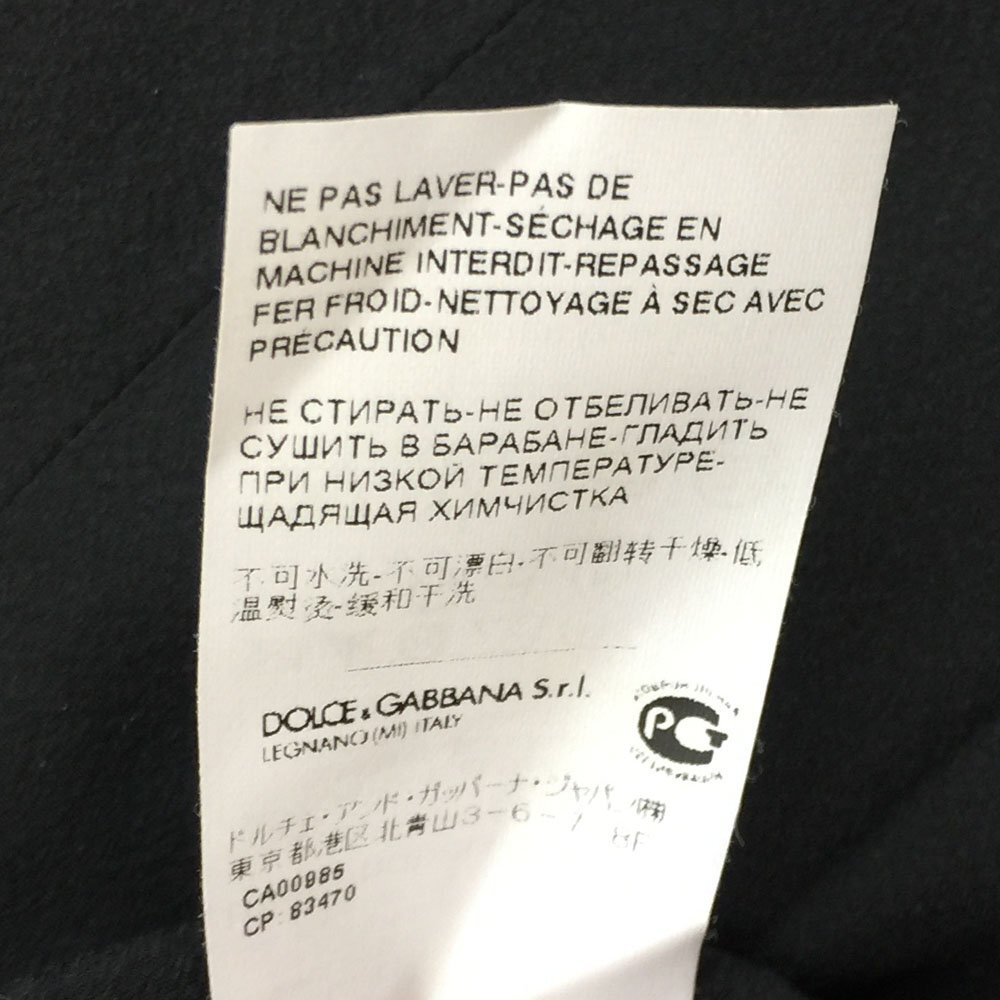 NE PAS LAVER-PAS DE
BLANCHIMENT-SÉCHAGE EN
MACHINE INTERDIT-REPASSAGE
FER FROID-NETTOYAGE À SEC AVEC
PRÉCAUTION
НЕ СТИРАТЬ-НЕ ОТБЕЛИВАТЬ-НЕ
СУШИТЬ В БАРАБАНЕ-ГЛАДИТЬ
ПРИ НИЗКОЙ ТЕМПЕРАТУРЕ-
ЩАДЯЩАЯ ХИМЧИСТКА
不可水洗-不可漂白-不可翻转干燥-低
温熨烫-缓和干洗
DOLCE & GABBANA S.r.l.
LEGNANO (MI) ITALY
РСТ
ドルチェ・アンド・ガッバーナ・ジャパン(株)
東京都港区北青山3-6-7
CA00985
CP: 83470